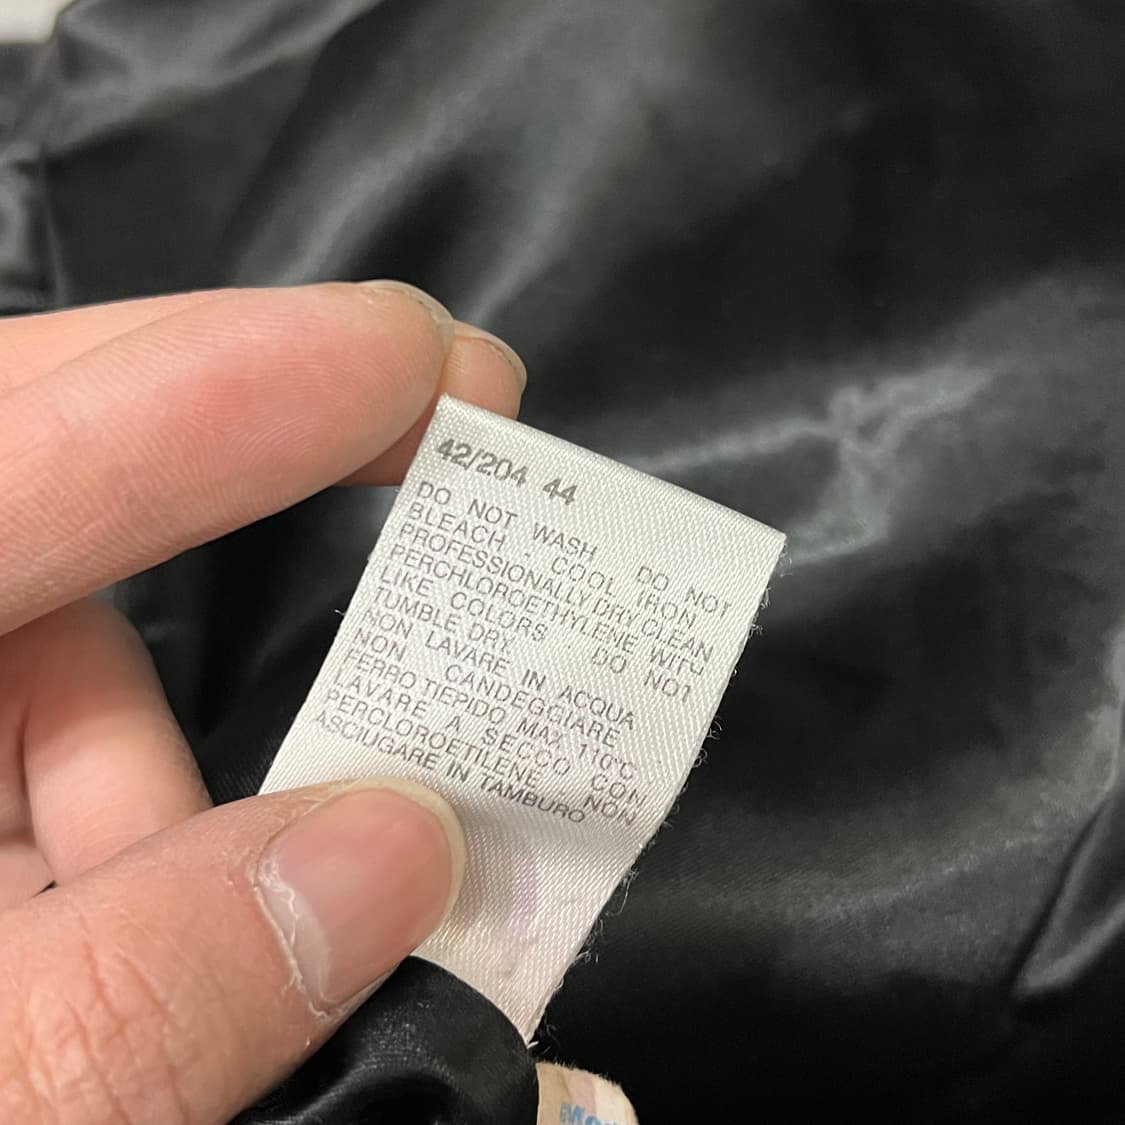 42/204 44
DO NOT WASH DO NOT
BLEACH - COOL IRON
PROFESSIONALLY DRY CLEAN
PERCHLOROETHYLENE WITH
LIKE COLORS DO NOT
TUMBLE DRY.
NON LAVARE IN ACQUA
NON CANDEGGIARE
FERRO TIEPIDO MAX 110°C
LAVARE A SECCO CON
PERCLOROETILENE NON
ASCIUGARE IN TAMBURO